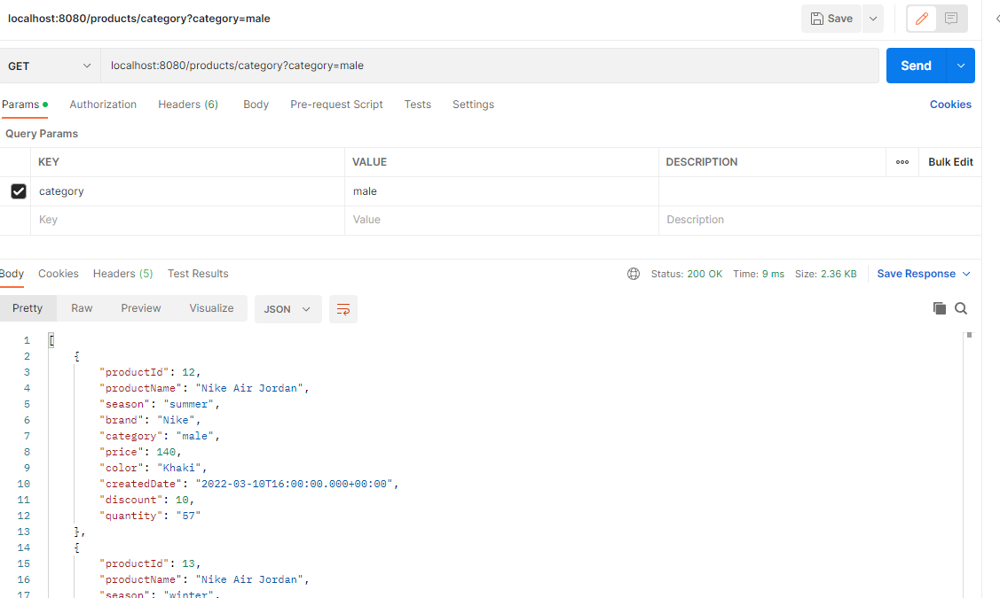 localhost:8080/products/category?category=male
Save
GET
localhost:8080/products/category?category=male
Send
Params Authorization Headers (6) Body Pre-request Script Tests Settings Cookies
Query Params
KEY VALUE DESCRIPTION ooo Bulk Edit
category male
Key Value Description
Body Cookies Headers (5) Test Results Status: 200 OK Time: 9 ms Size: 2.36 KB Save Response
Pretty Raw Preview Visualize JSON
1 [
2 {
3 "productId": 12,
4 "productName": "Nike Air Jordan",
5 "season": "summer",
6 "brand": "Nike",
7 "category": "male",
8 "price": 140,
9 "color": "Khaki",
10 "createdDate": "2022-03-10T16:00:00.000+00:00",
11 "discount": 10,
12 "quantity": "57"
13 },
14 {
15 "productId": 13,
16 "productName": "Nike Air Jordan",
17 "season": "winter",